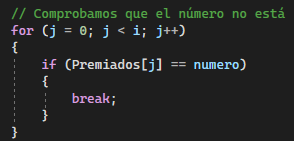 // Comprobamos que el número no está
for (j = 0; j < i; j++)
{
if (Premiados[j] == numero)
{
break;
}
}